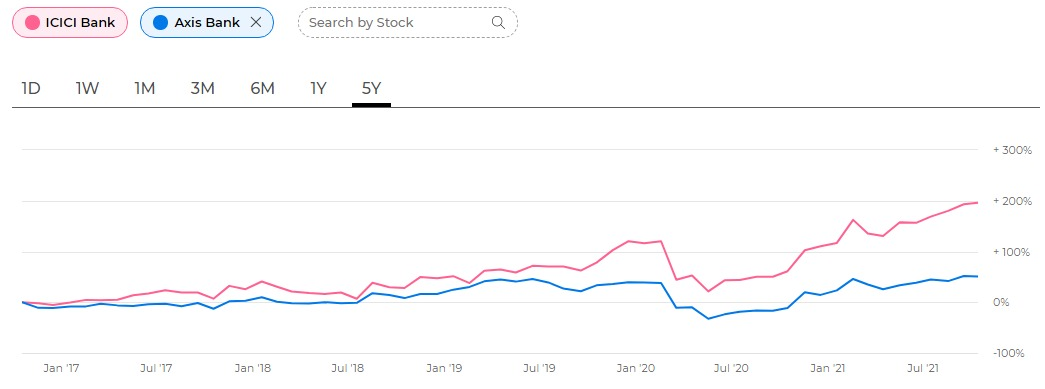 ICICI Bank Axis Bank Search by Stock
1D 1W 1M 3M 6M 1Y 5Y
+ 300%
+ 200%
+ 100%
0%
-100%
Jan '17 Jul '17 Jan '18 Jul '18 Jan '19 Jul '19 Jan '20 Jul '20 Jan '21 Jul '21